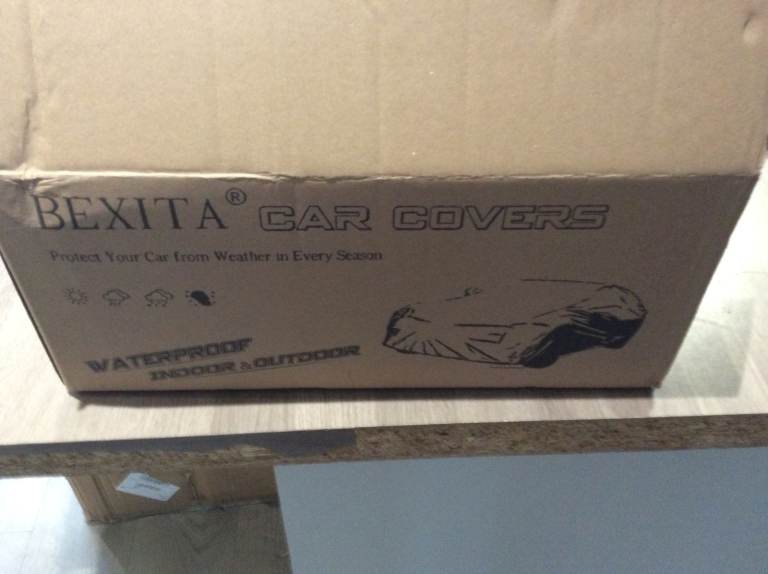 BEXITA® CAR COVERS
Protect Your Car from Weather in Every Season
WATERPROOF
INDOOR & OUTDOOR